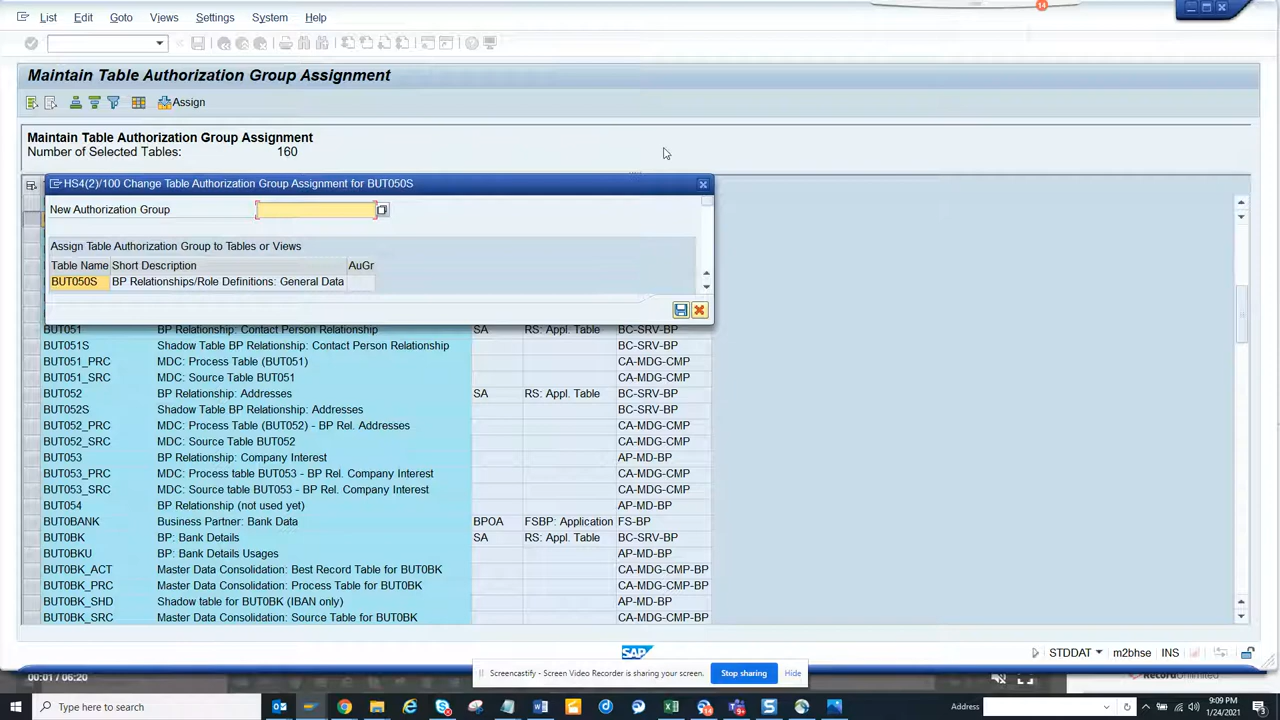 14
List Edit Goto Views Settings System Help
Maintain Table Authorization Group Assignment
Assign
Maintain Table Authorization Group Assignment
Number of Selected Tables: 160
HS4(2)/100 Change Table Authorization Group Assignment for BUT050S
New Authorization Group
Assign Table Authorization Group to Tables or Views
Table Name Short Description AuGr
BUT050S BP Relationships/Role Definitions: General Data
BUT051 BP Relationship: Contact Person Relationship SA RS: Appl. Table BC-SRV-BP
BUT051S Shadow Table BP Relationship: Contact Person Relationship BC-SRV-BP
BUT051_PRC MDC: Process Table (BUT051) CA-MDG-CMP
BUT051_SRC MDC: Source Table BUT051 CA-MDG-CMP
BUT052 BP Relationship: Addresses SA RS: Appl. Table BC-SRV-BP
BUT052S Shadow Table BP Relationship: Addresses BC-SRV-BP
BUT052_PRC MDC: Process Table (BUT052) - BP Rel. Addresses CA-MDG-CMP
BUT052_SRC MDC: Source Table BUT052 CA-MDG-CMP
BUT053 BP Relationship: Company Interest AP-MD-BP
BUT053_PRC MDC: Process table BUT053 - BP Rel. Company Interest CA-MDG-CMP
BUT053_SRC MDC: Source table BUT053 - BP Rel. Company Interest CA-MDG-CMP
BUT054 BP Relationship (not used yet) AP-MD-BP
BUT0BANK Business Partner: Bank Data BPOA FSBP: Application FS-BP
BUT0BK BP: Bank Details SA RS: Appl. Table BC-SRV-BP
BUT0BKU BP: Bank Details Usages AP-MD-BP
BUT0BK_ACT Master Data Consolidation: Best Record Table for BUT0BK CA-MDG-CMP-BP
BUT0BK_PRC Master Data Consolidation: Process Table for BUT0BK CA-MDG-CMP-BP
BUT0BK_SHD Shadow table for BUT0BK (IBAN only) AP-MD-BP
BUT0BK_SRC Master Data Consolidation: Source Table for BUT0BK CA-MDG-CMP-BP
SAP STDDAT m2bhse INS
Screencastify - Screen Video Recorder is sharing your screen. Stop sharing Hide
00:01 / 06:20
Type here to search
Address
9:09 PM
1/24/2021